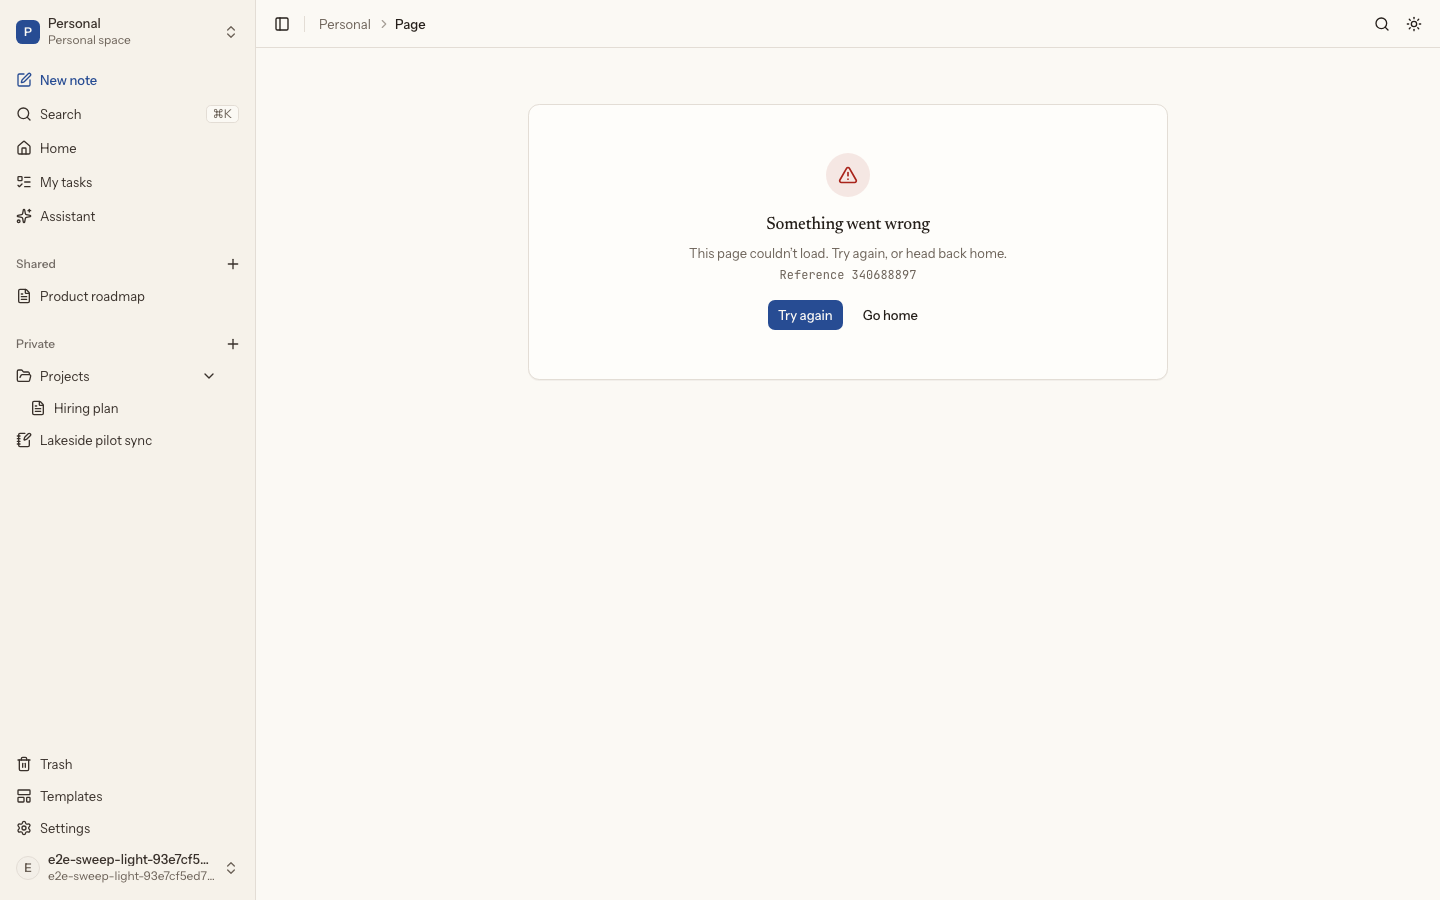 P
Personal
Personal space
New note
Search
⌘K
Home
My tasks
Assistant
Shared
Product roadmap
Private
Projects
Hiring plan
Lakeside pilot sync
Trash
Templates
Settings
E
e2e-sweep-light-93e7cf5...
e2e-sweep-light-93e7cf5ed7...
Personal > Page
Something went wrong
This page couldn't load. Try again, or head back home.
Reference 340688897
Try again
Go home